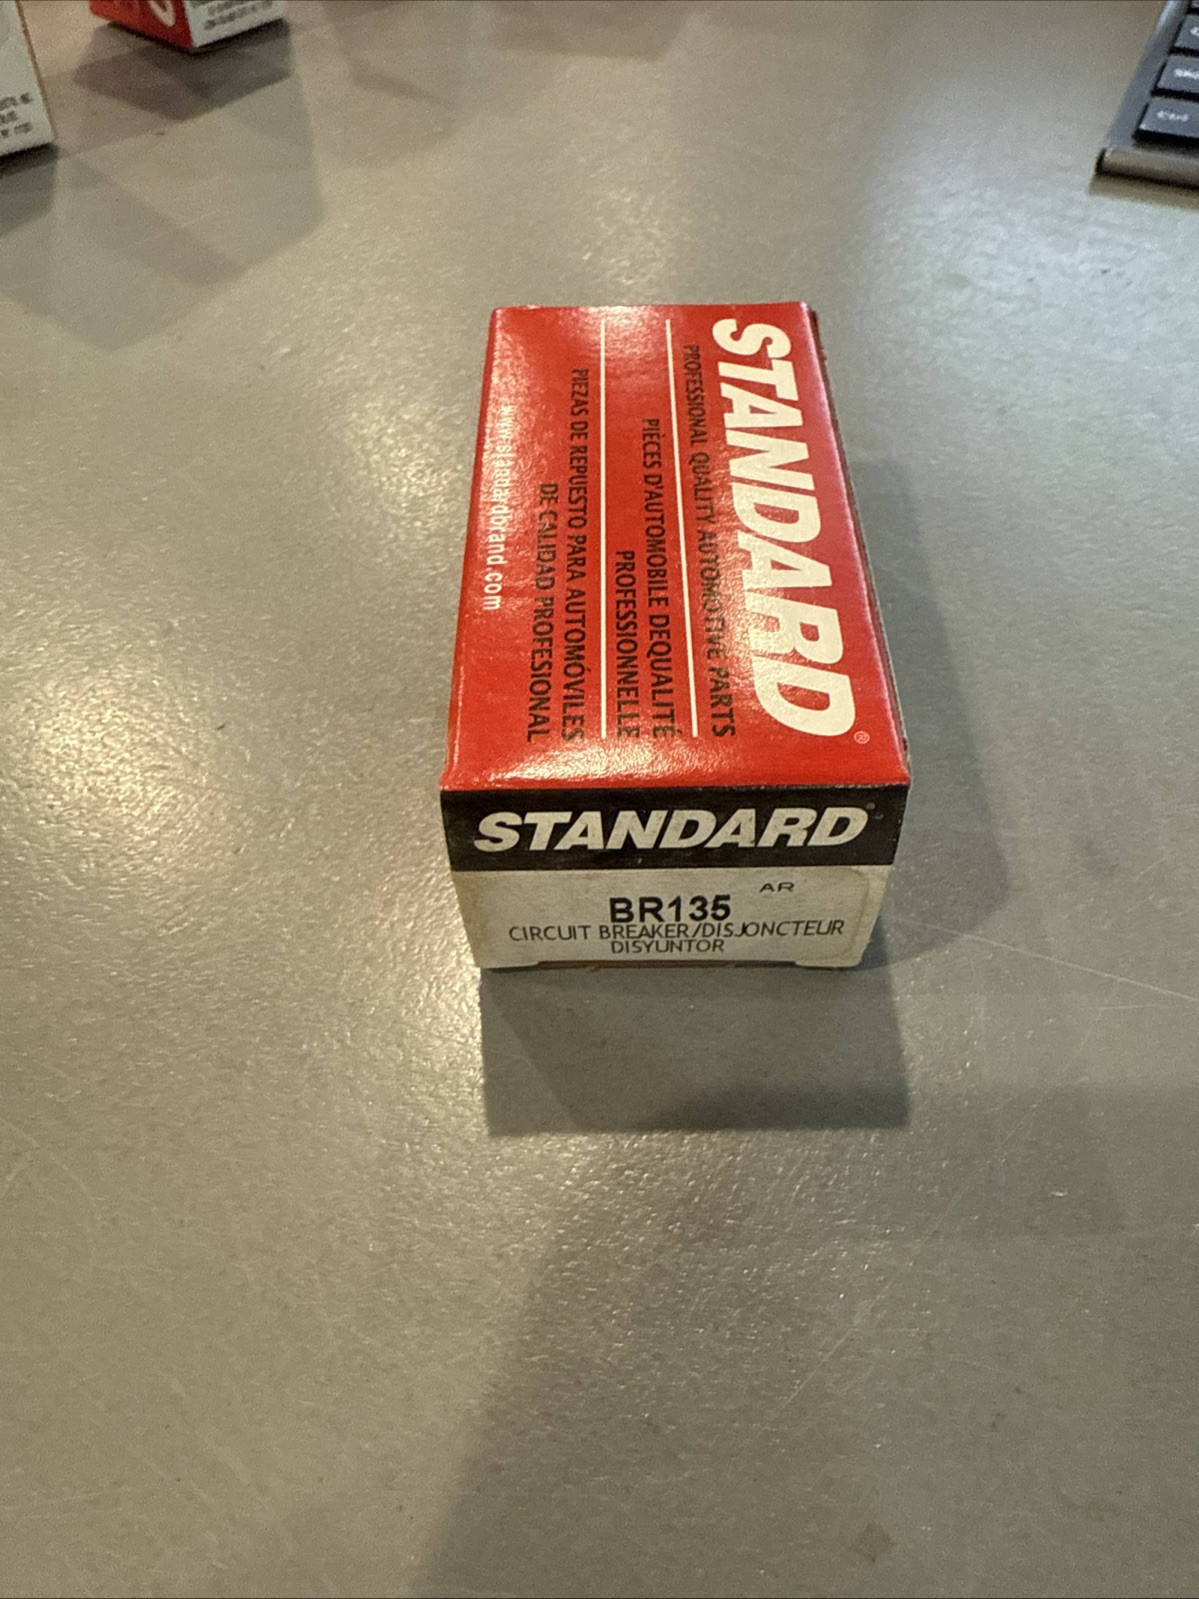 STANDARD®
PROFESSIONAL QUALITY AUTOMOTIVE PARTS
PIÈCES D'AUTOMOBILE DEQUALITÉ
PROFESSIONNELLE
PIEZAS DE REPUESTO PARA AUTOMÓVILES
DE CALIDAD PROFESIONAL
www.standardbrand.com
STANDARD
AR
BR135
CIRCUIT BREAKER/DISJONCTEUR
DISYUNTOR
Ctrl